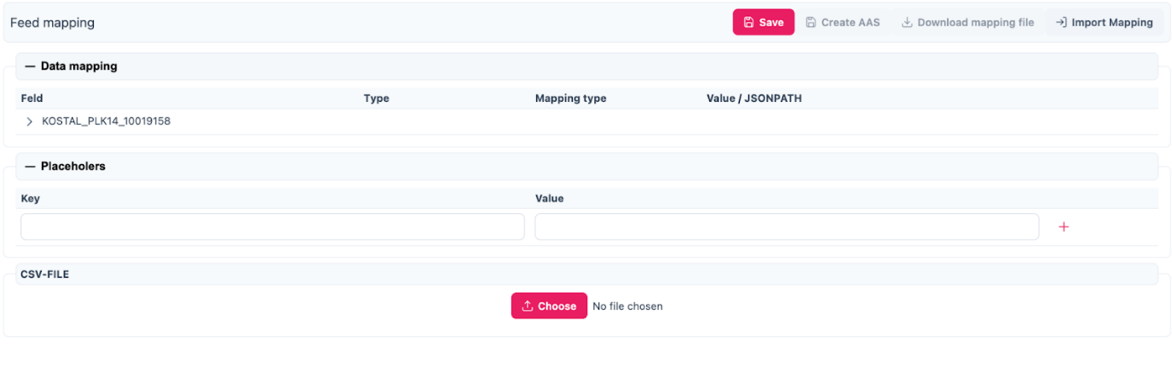 Feed mapping Save Create AAS Download mapping file Import Mapping
— Data mapping
Feld Type Mapping type Value / JSONPATH
KOSTAL_PLK14_10019158
— Placeholers
Key Value
CSV-FILE
Choose No file chosen